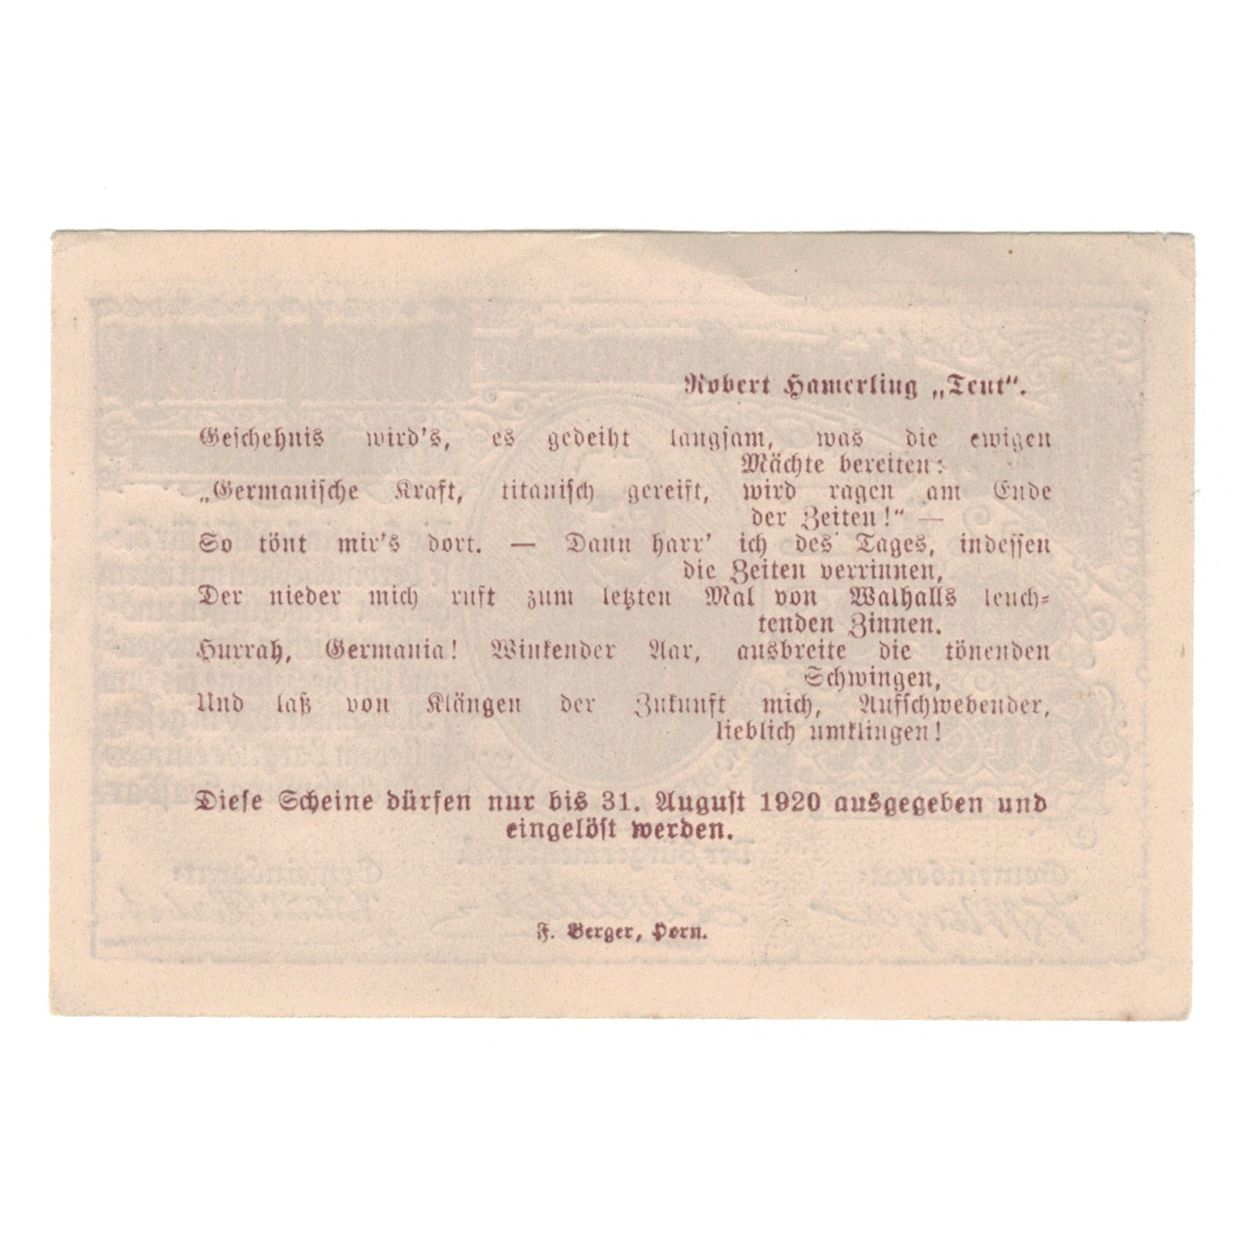 Robert Hamerling „Teut“.
Geschehnis wird's, es gedeiht langsam, was die ewigen
Mächte bereiten:
„Germanische Kraft, titanisch gereift, wird ragen am Ende
der Zeiten!“ —
So tönt mir's dort. — Dann harr' ich des Tages, indessen
die Zeiten verrinnen,
Der nieder mich ruft zum letzten Mal von Walhalls leuch-
tenden Zinnen.
Hurrah, Germania! Winkender Aar, ausbreite die tönenden
Schwingen,
Und laß von Klängen der Zukunft mich, Aufschwebender,
lieblich umklingen!
Diese Scheine dürfen nur bis 31. August 1920 ausgegeben und
eingelöst werden.
F. Berger, Horn.